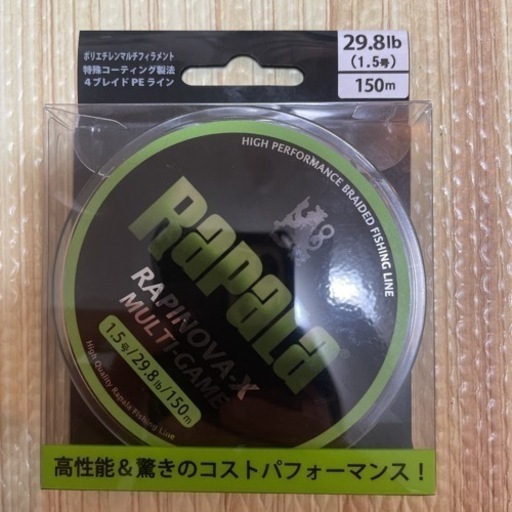 ポリエチレンマルチフィラメント
特殊コーティング製法
4ブレイド PE ライン
29.8lb
(1.5号)
150m
HIGH PERFORMANCE BRAIDED FISHING LINE
Rapala®
RAPINOVA-X
MULTI-GAME
1.5号/29.8lb/150m
High Quality Rapala Fishing Line
高性能&驚きのコストパフォーマンス!